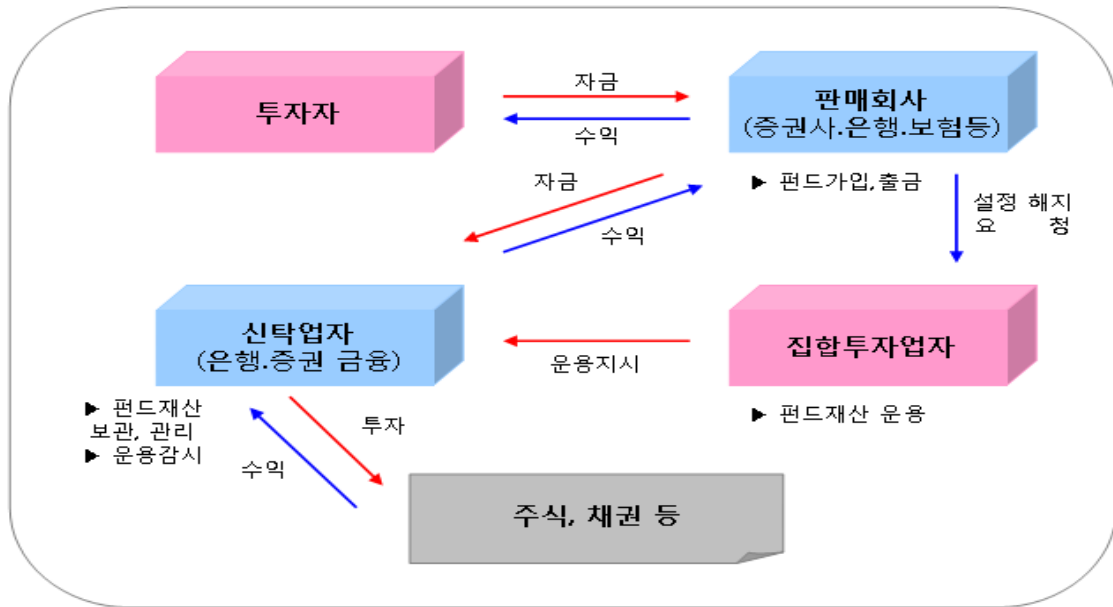 투자자
자금
수익
판매회사
(증권사.은행.보험등)
▶ 펀드가입,출금
자금
수익
설정 해지
요 청
신탁업자
(은행.증권 금융)
운용지시
집합투자업자
▶ 펀드재산
보관, 관리
▶ 운용감시
투자
수익
▶ 펀드재산 운용
주식, 채권 등